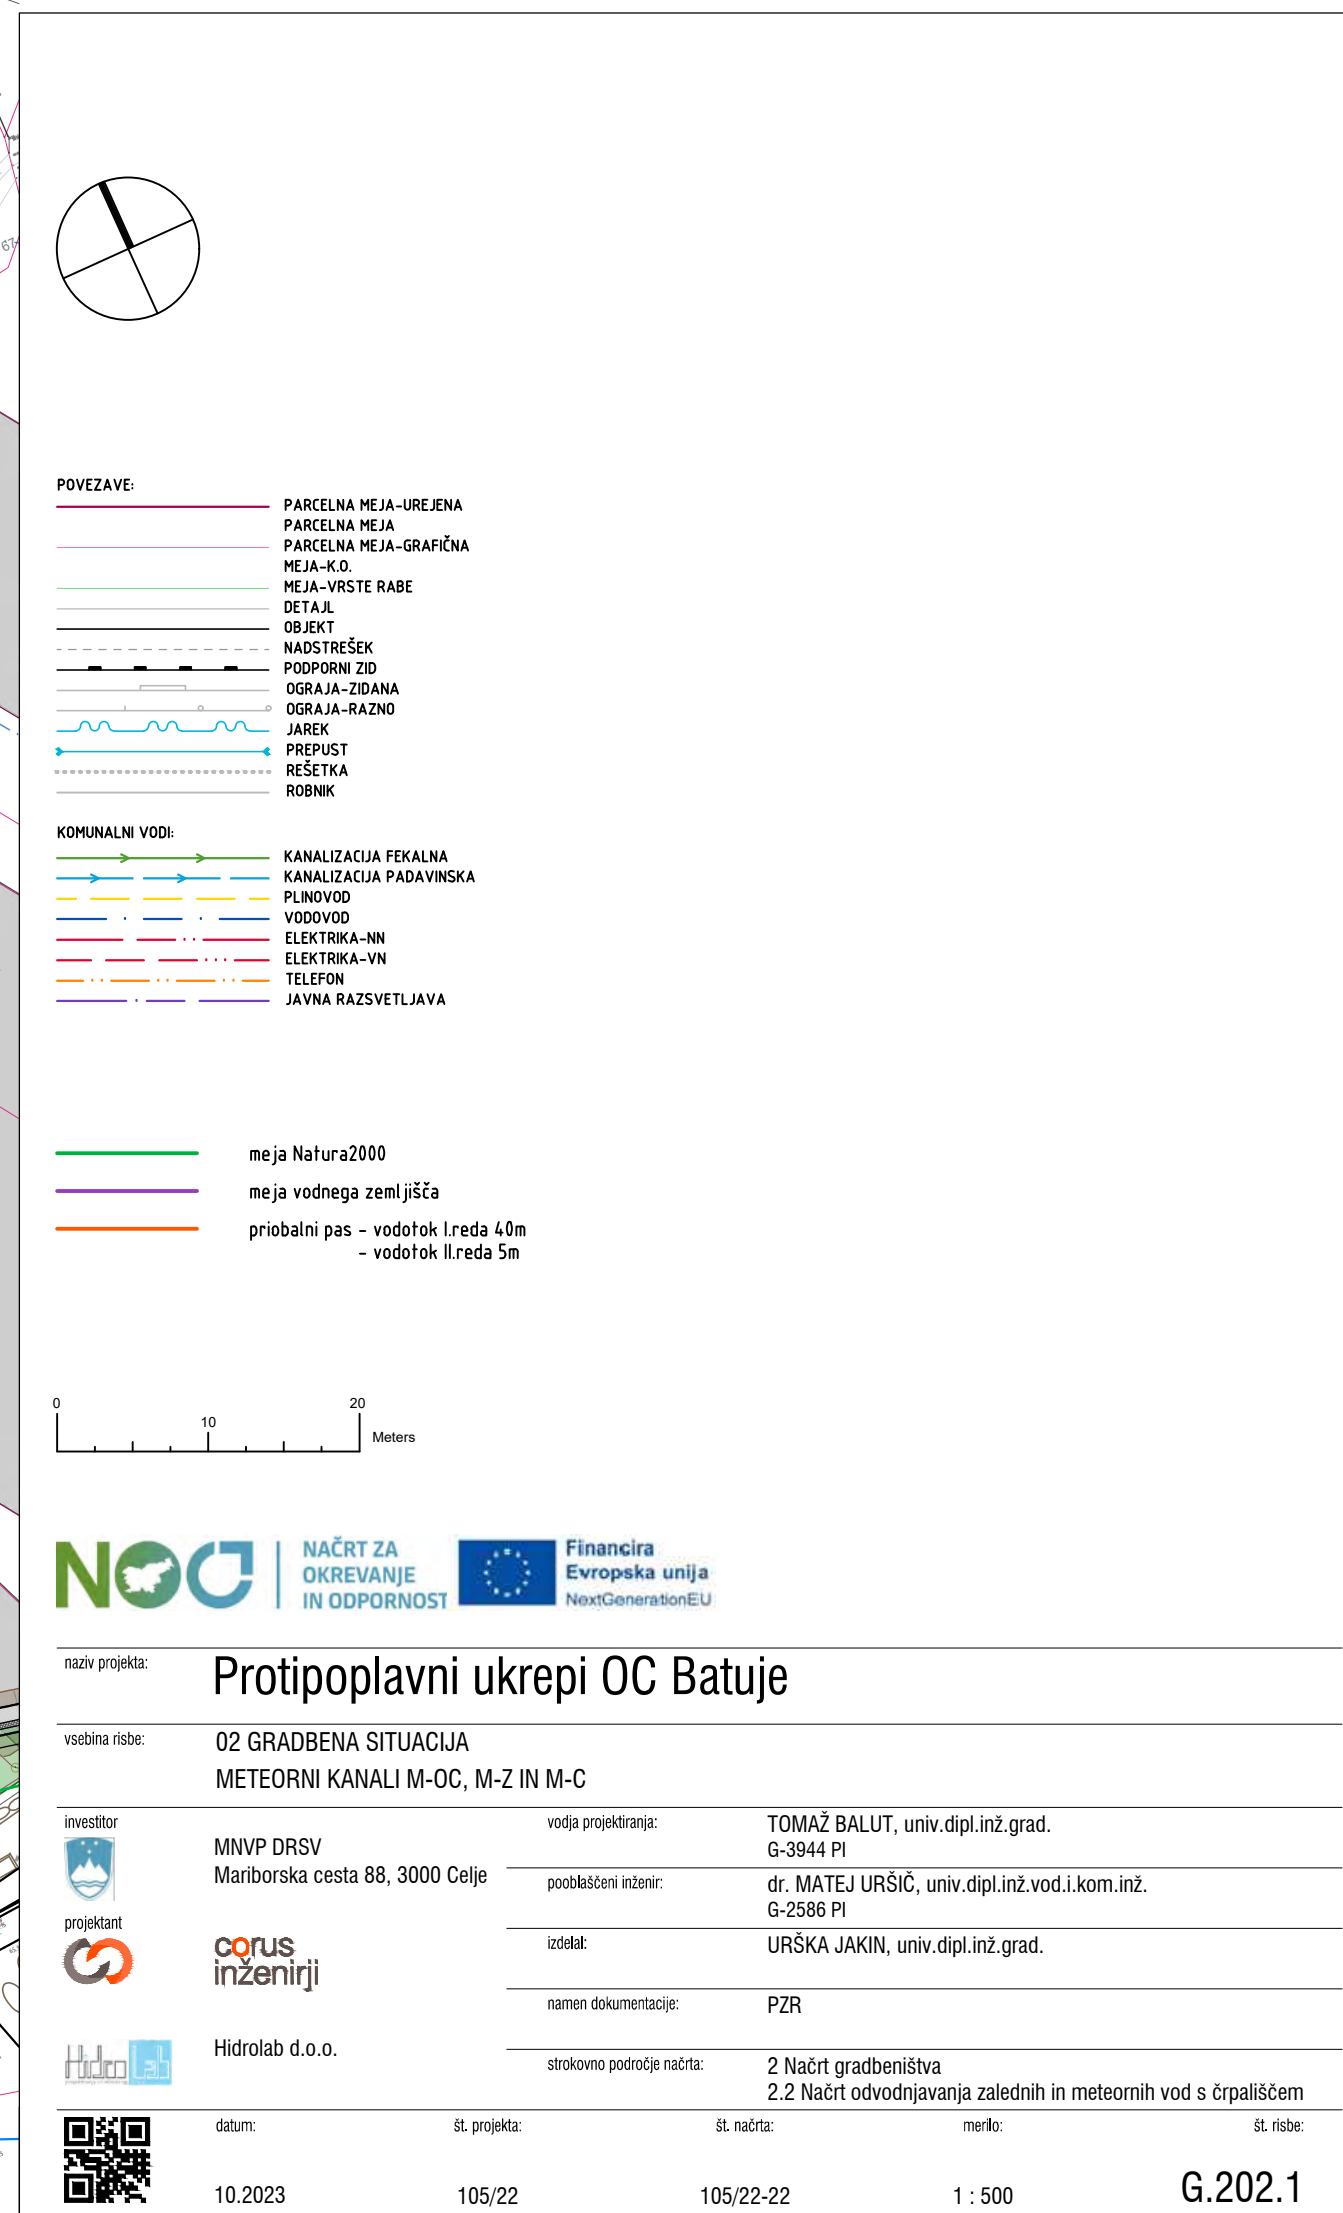 67
POVEZAVE:
PARCELNA MEJA-UREJENA
PARCELNA MEJA
PARCELNA MEJA-GRAFIČNA
MEJA-K.O.
MEJA-VRSTE RABE
DETAJL
OBJEKT
NADSTREŠEK
PODPORNI ZID
OGRAJA-ZIDANA
OGRAJA-RAZNO
JAREK
PREPUST
REŠETKA
ROBNIK
KOMUNALNI VODI:
KANALIZACIJA FEKALNA
KANALIZACIJA PADAVINSKA
PLINOVOD
VODOVOD
ELEKTRIKA-NN
ELEKTRIKA-VN
TELEFON
JAVNA RAZSVETLJAVA
meja Natura2000
meja vodnega zemljišča
priobalni pas - vodotok I.reda 40m
- vodotok II.reda 5m
0 10 20
Meters
NOO
NAČRT ZA
OKREVANJE
IN ODPORNOST
Financira
Evropska unija
NextGenerationEU
naziv projekta: Protipoplavni ukrepi OC Batuje
vsebina risbe: 02 GRADBENA SITUACIJA
METEORNI KANALI M-OC, M-Z IN M-C
investitor
MNVP DRSV
Mariborska cesta 88, 3000 Celje
projektant
corus
inženirji
HidroLab
Hidrolab d.o.o.
vodja projektiranja: TOMAŽ BALUT, univ.dipl.inž.grad.
G-3944 PI
pooblaščeni inženir: dr. MATEJ URŠIČ, univ.dipl.inž.vod.i.kom.inž.
G-2586 PI
izdelal: URŠKA JAKIN, univ.dipl.inž.grad.
namen dokumentacije: PZR
strokovno področje načrta: 2 Načrt gradbeništva
2.2 Načrt odvodnjavanja zalednih in meteornih vod s črpališčem
datum: št. projekta: št. načrta: merilo: št. risbe:
10.2023 105/22 105/22-22 1 : 500 G.202.1